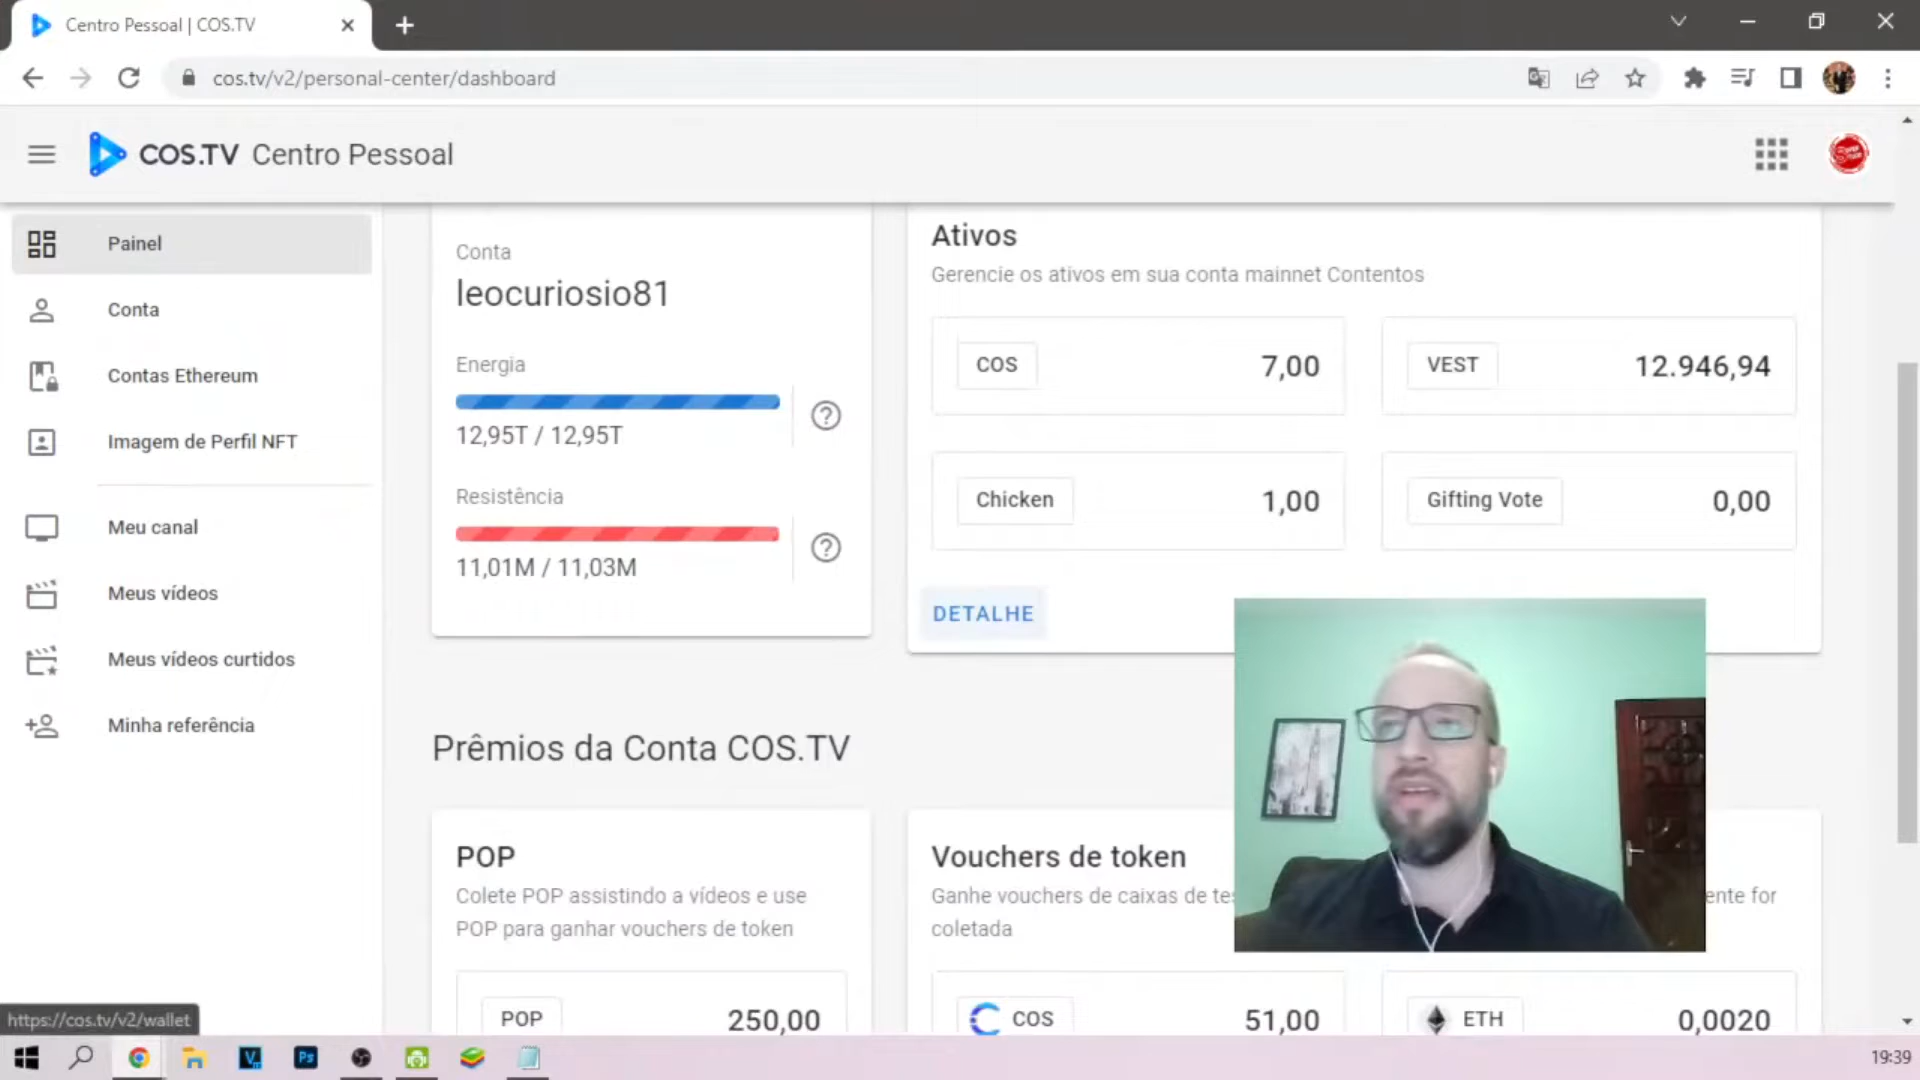 Centro Pessoal | COS.TV
cos.tv/v2/personal-center/dashboard
COS.TV Centro Pessoal
Painel
Conta
Contas Ethereum
Imagem de Perfil NFT
Meu canal
Meus vídeos
Meus vídeos curtidos
Minha referência
Conta
leocuriosio81
Energia
12,95T / 12,95T
Resistência
11,01M / 11,03M
Ativos
Gerencie os ativos em sua conta mainnet Contentos
COS 7,00
VEST 12.946,94
Chicken 1,00
Gifting Vote 0,00
DETALHE
Prêmios da Conta COS.TV
POP
Colete POP assistindo a vídeos e use
POP para ganhar vouchers de token
POP 250,00
Vouchers de token
Ganhe vouchers de caixas de
for
coletada
COS 51,00
ETH 0,0020
https://cos.tv/v2/wallet
Ps
19:39